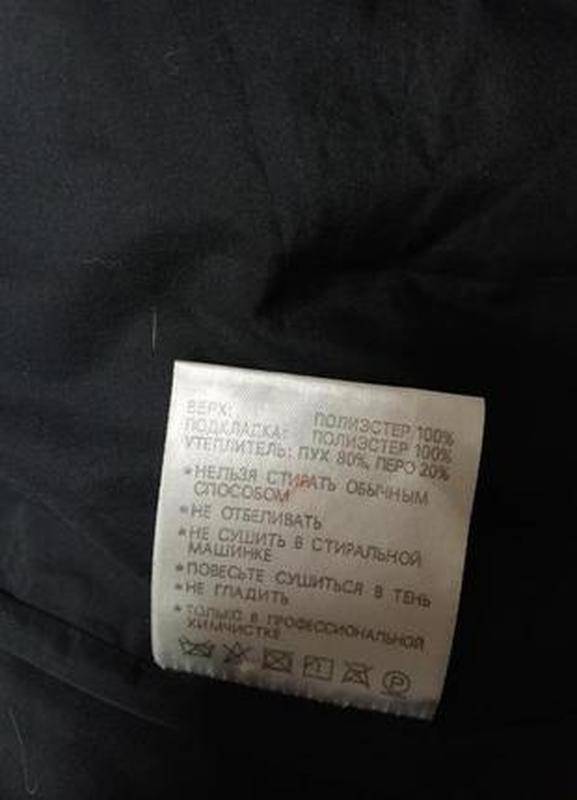 ВЕРХ: ПОЛИЭСТЕР 100%
ПОДКЛАДКА: ПОЛИЭСТЕР 100%
УТЕПЛИТЕЛЬ: ПУХ 80%, ПЕРО 20%
*НЕЛЬЗЯ СТИРАТЬ ОБЫЧНЫМ
СПОСОБОМ
*НЕ ОТБЕЛИВАТЬ
*НЕ СУШИТЬ В СТИРАЛЬНОЙ
МАШИНКЕ
*ПОВЕСЬТЕ СУШИТЬСЯ В ТЕНЬ
*НЕ ГЛАДИТЬ
*ТОЛЬКО В ПРОФЕССИОНАЛЬНОЙ
ХИМЧИСТКЕ
P